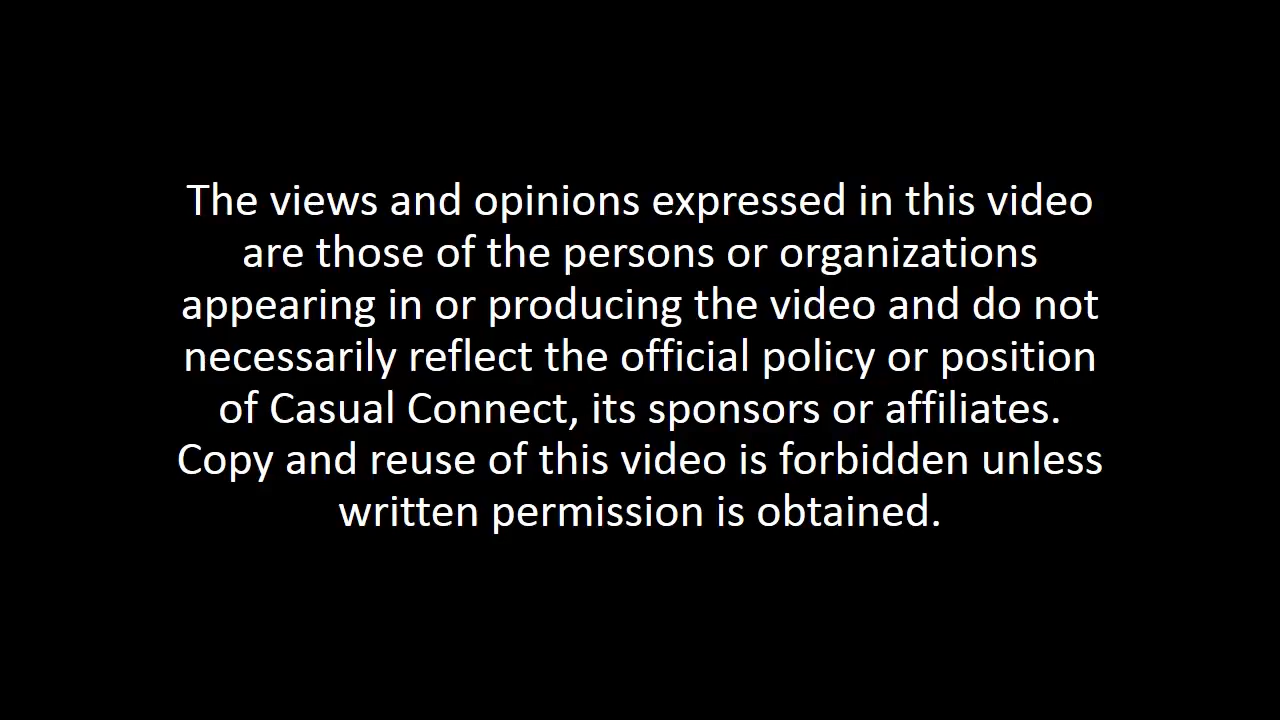 The views and opinions expressed in this video
are those of the persons or organizations
appearing in or producing the video and do not
necessarily reflect the official policy or position
of Casual Connect, its sponsors or affiliates.
Copy and reuse of this video is forbidden unless
written permission is obtained.